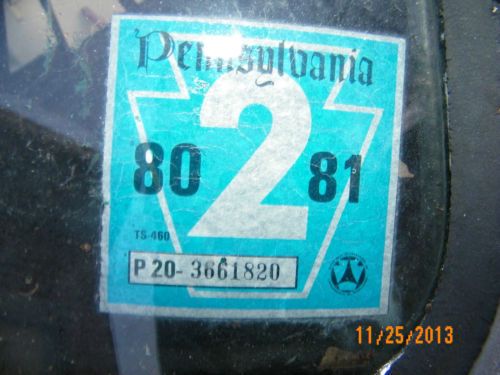 Pennsylvania
80 2 81
TS-460
P 20- 3661820
11/25/2013